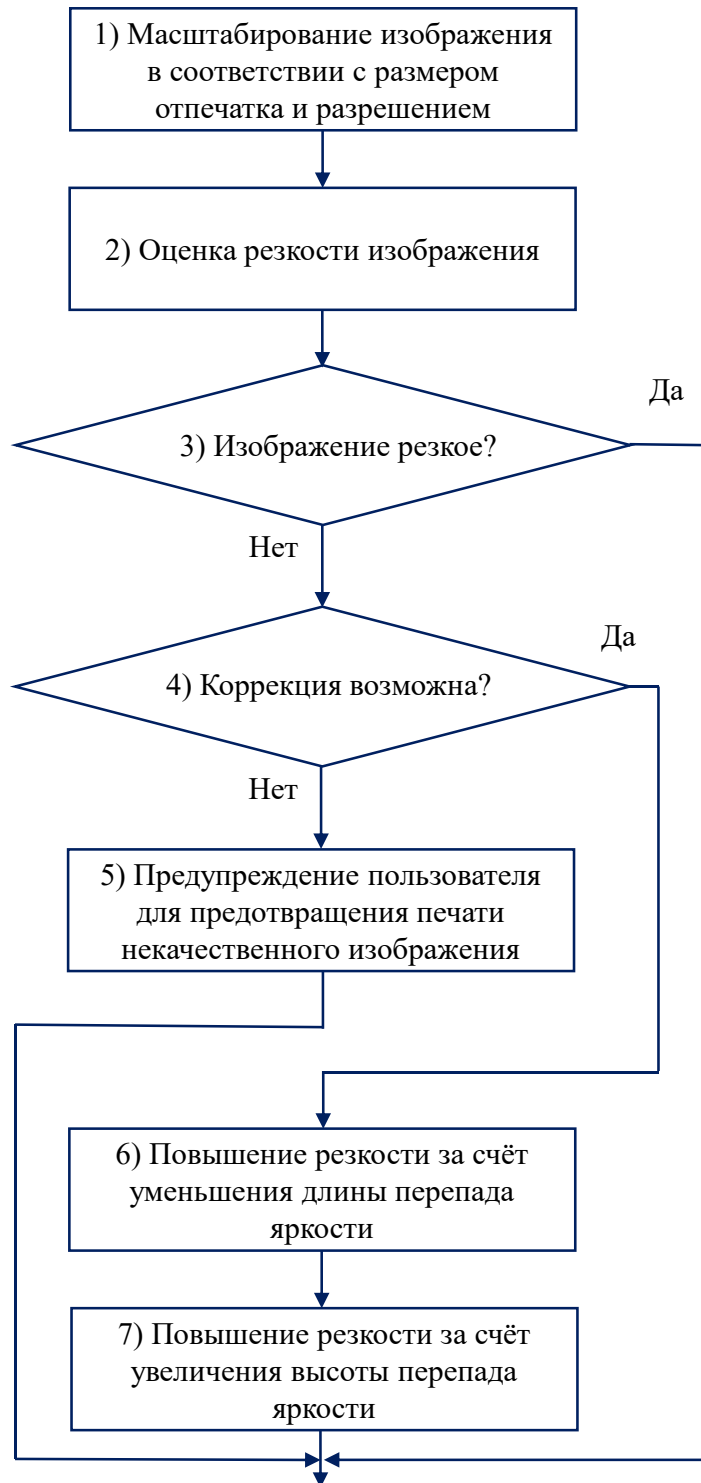 1) Масштабирование изображения
в соответствии с размером
отпечатка и разрешением
2) Оценка резкости изображения
Да
3) Изображение резкое?
Нет
Да
4) Коррекция возможна?
Нет
5) Предупреждение пользователя
для предотвращения печати
некачественного изображения
6) Повышение резкости за счёт
уменьшения длины перепада
яркости
7) Повышение резкости за счёт
увеличения высоты перепада
яркости